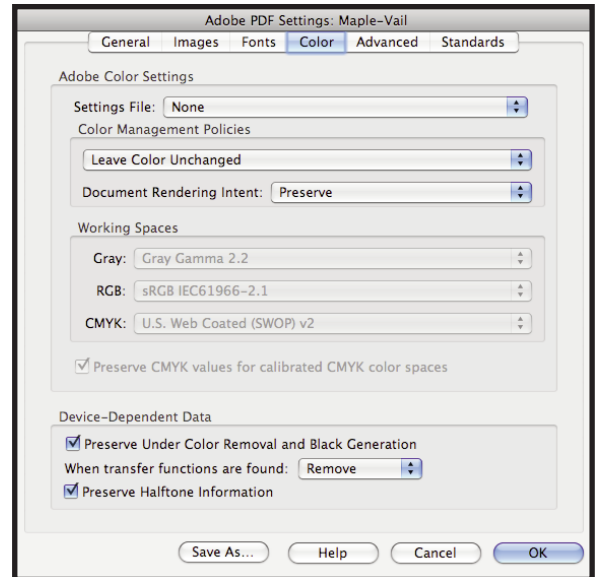 Adobe PDF Settings: Maple-Vail
General Images Fonts Color Advanced Standards
Adobe Color Settings
Settings File: None
Color Management Policies
Leave Color Unchanged
Document Rendering Intent: Preserve
Working Spaces
Gray: Gray Gamma 2.2
RGB: sRGB IEC61966-2.1
CMYK: U.S. Web Coated (SWOP) v2
Preserve CMYK values for calibrated CMYK color spaces
Device-Dependent Data
Preserve Under Color Removal and Black Generation
When transfer functions are found: Remove
Preserve Halftone Information
Save As... Help Cancel OK